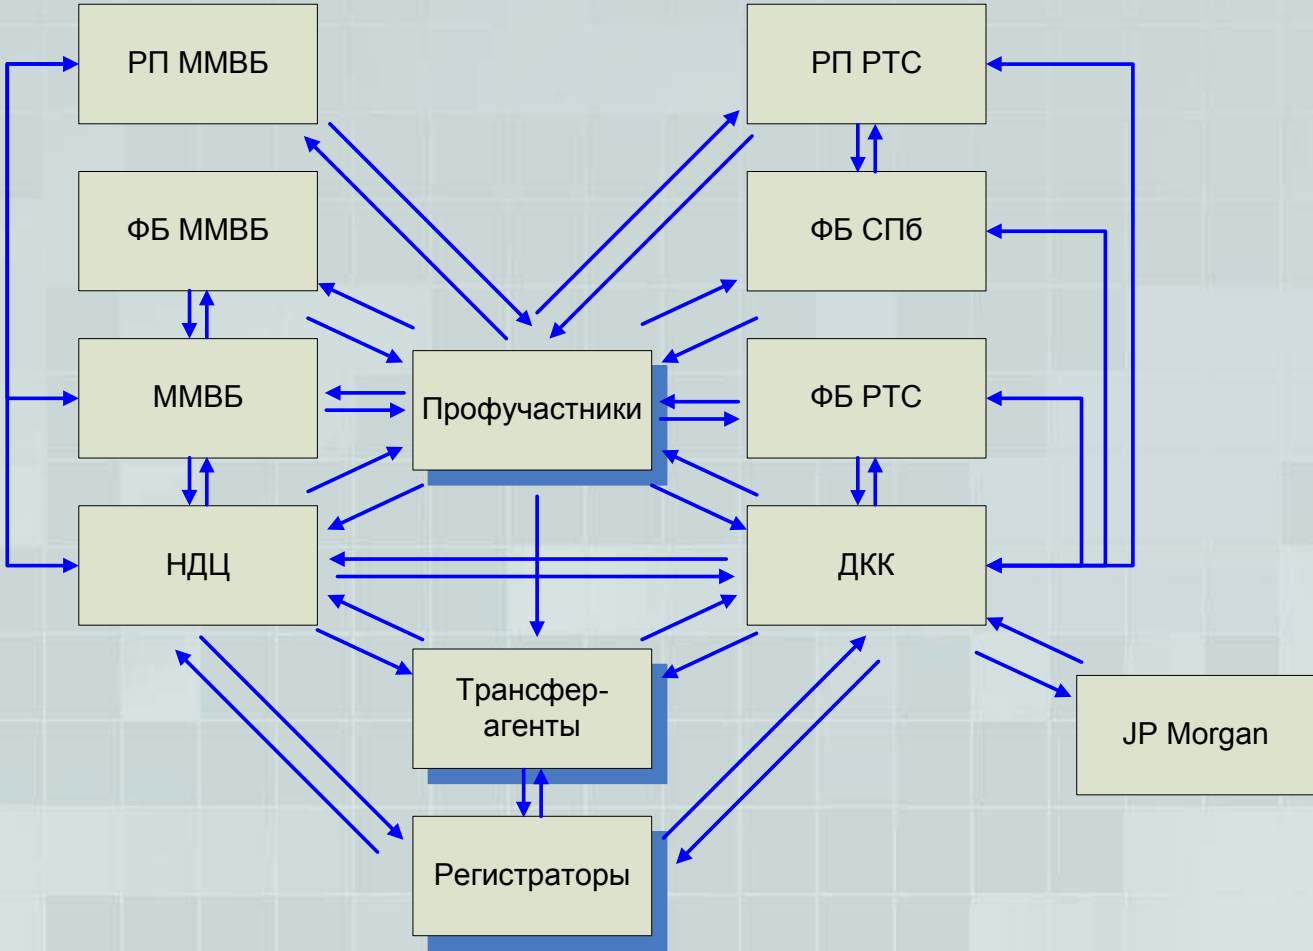 РП ММВБ
РП РТС
ФБ ММВБ
ФБ СПб
ММВБ
Профучастники
ФБ РТС
НДЦ
ДКК
Трансфер-
агенты
JP Morgan
Регистраторы